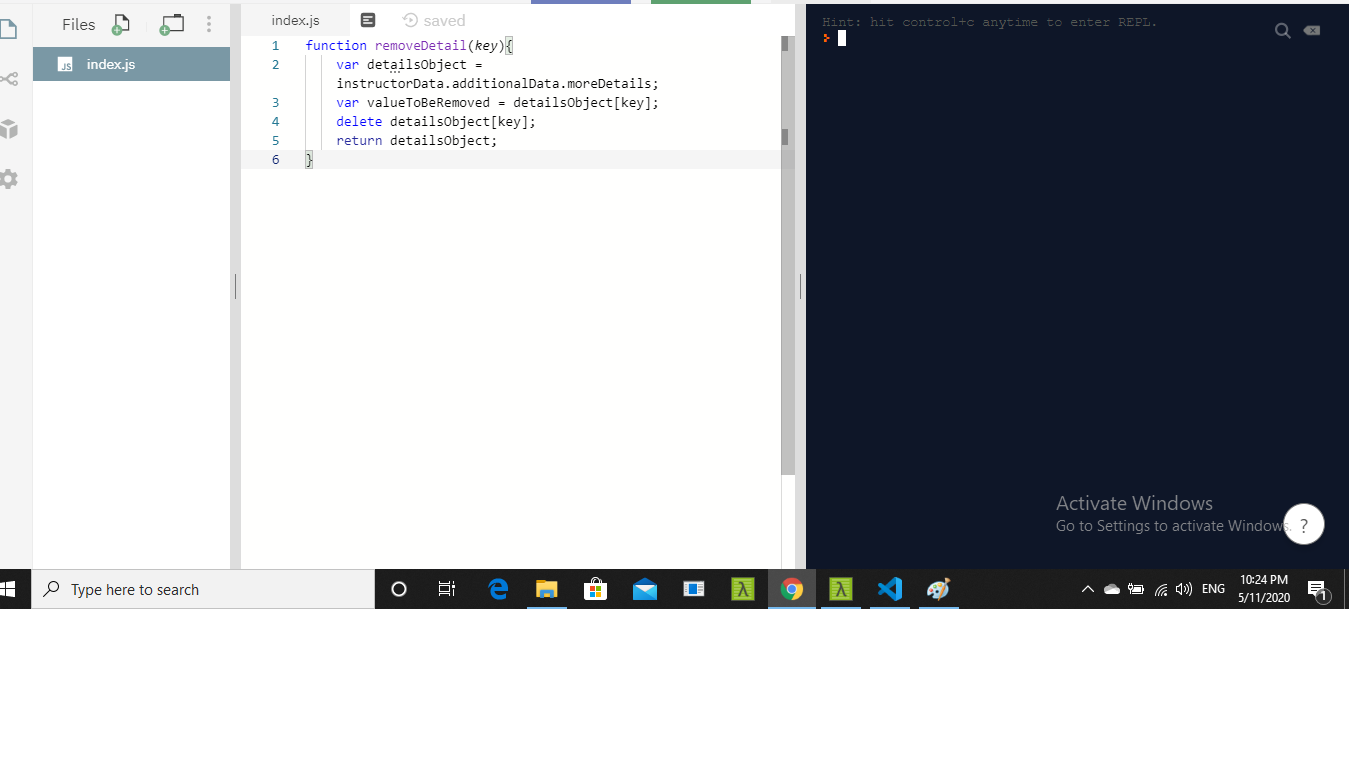 Files
index.js
saved
Hint: hit control+c anytime to enter REPL.
JS index.js
1 function removeDetail(key){
2 var detailsObject =
instructorData.additionalData.moreDetails;
3 var valueToBeRemoved = detailsObject[key];
4 delete detailsObject[key];
5 return detailsObject;
6 }
Activate Windows
Go to Settings to activate Windows.
?
Type here to search
ENG
10:24 PM
5/11/2020
1